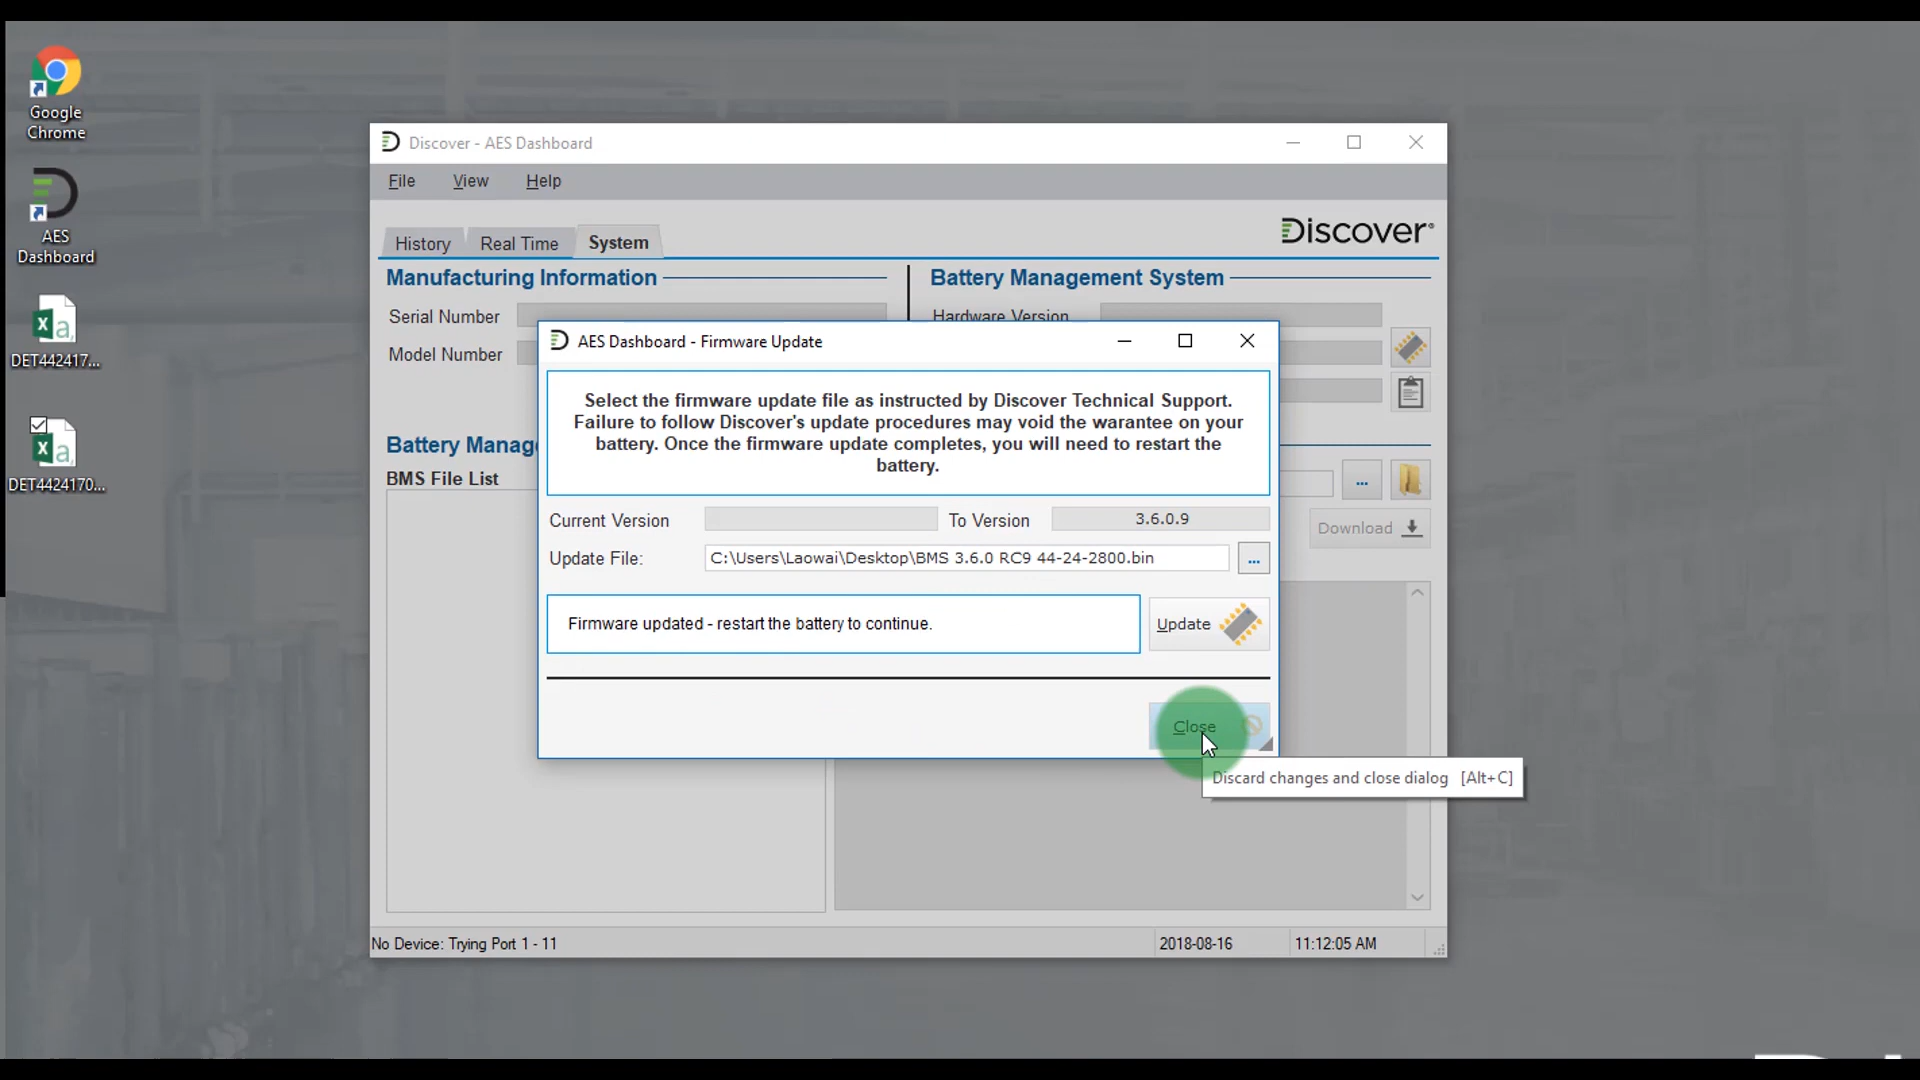 Google
Chrome
AES
Dashboard
DET442417...
DET4424170...
Discover - AES Dashboard
File View Help
History Real Time System
Discover
Manufacturing Information
Serial Number
Model Number
Battery Management System
Hardware Version
Battery Manag
BMS File List
...
Download
AES Dashboard - Firmware Update
Select the firmware update file as instructed by Discover Technical Support.
Failure to follow Discover's update procedures may void the warantee on your
battery. Once the firmware update completes, you will need to restart the
battery.
Current Version To Version 3.6.0.9
Update File: C:\Users\Laowai\Desktop\BMS 3.6.0 RC9 44-24-2800.bin ...
Firmware updated - restart the battery to continue. Update
Close
Discard changes and close dialog [Alt+C]
No Device: Trying Port 1 - 11 2018-08-16 11:12:05 AM